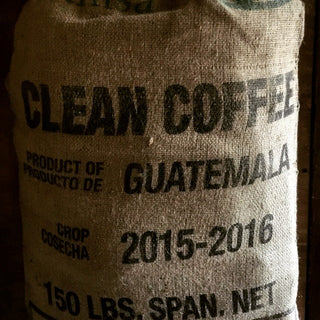 CLEAN COFFEE
PRODUCT OF
PRODUCTO DE GUATEMALA
CROP
COSECHA 2015-2016
150 LBS. SPAN. NET